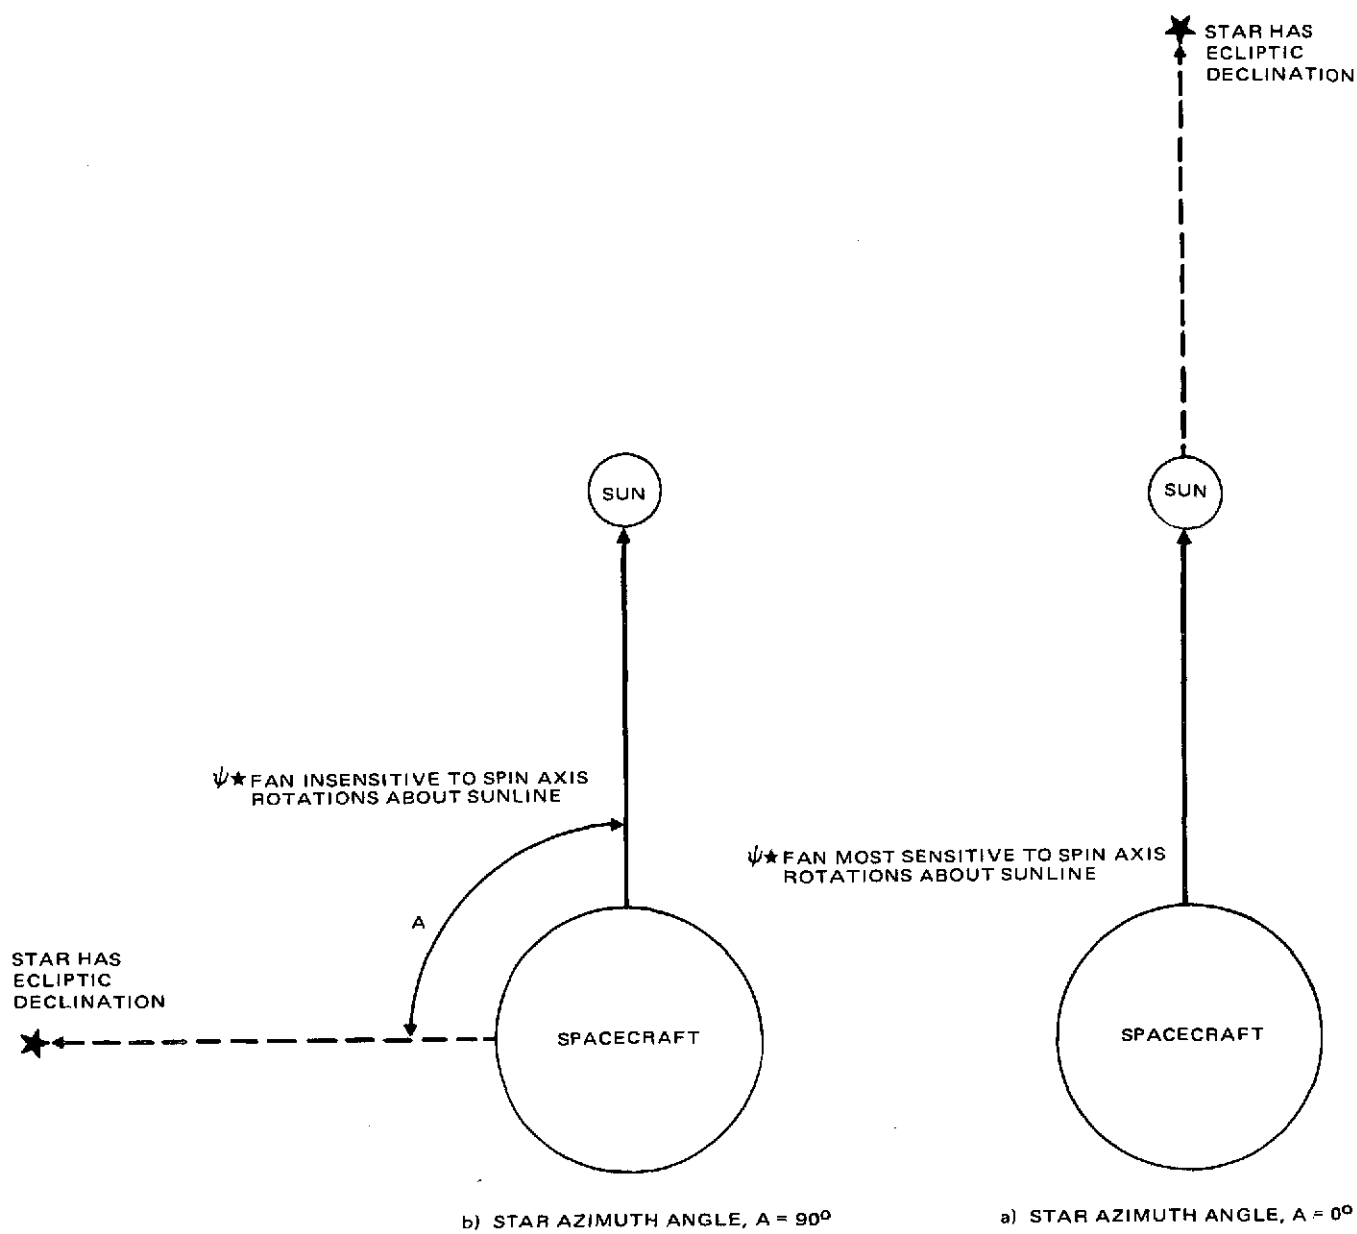 STAR HAS
ECLIPTIC
DECLINATION
SUN
SUN
ψ★ FAN INSENSITIVE TO SPIN AXIS
ROTATIONS ABOUT SUNLINE
ψ★ FAN MOST SENSITIVE TO SPIN AXIS
ROTATIONS ABOUT SUNLINE
A
STAR HAS
ECLIPTIC
DECLINATION
SPACECRAFT
SPACECRAFT
b) STAR AZIMUTH ANGLE, A = 90°
a) STAR AZIMUTH ANGLE, A = 0°